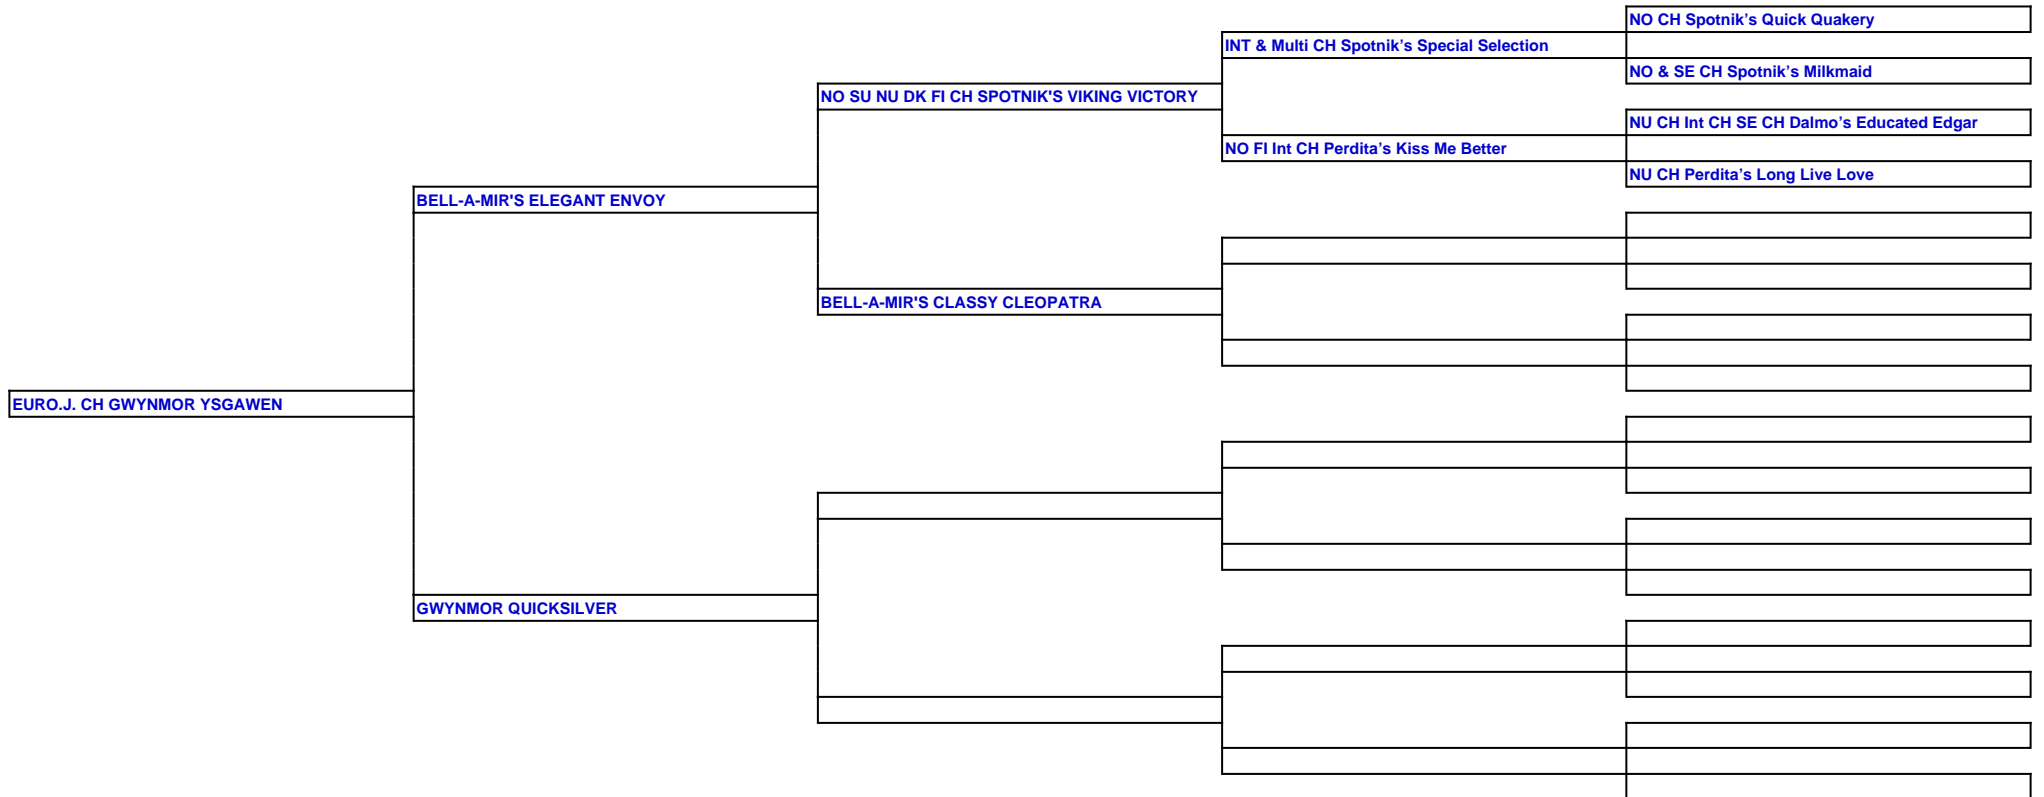 NO CH Spotnik’s Quick Quakery
INT & Multi CH Spotnik’s Special Selection
NO & SE CH Spotnik’s Milkmaid
NO SU NU DK FI CH SPOTNIK'S VIKING VICTORY
NU CH Int CH SE CH Dalmo’s Educated Edgar
NO FI Int CH Perdita’s Kiss Me Better
NU CH Perdita’s Long Live Love
BELL-A-MIR'S ELEGANT ENVOY
BELL-A-MIR'S CLASSY CLEOPATRA
EURO.J. CH GWYNMOR YSGAWEN
GWYNMOR QUICKSILVER